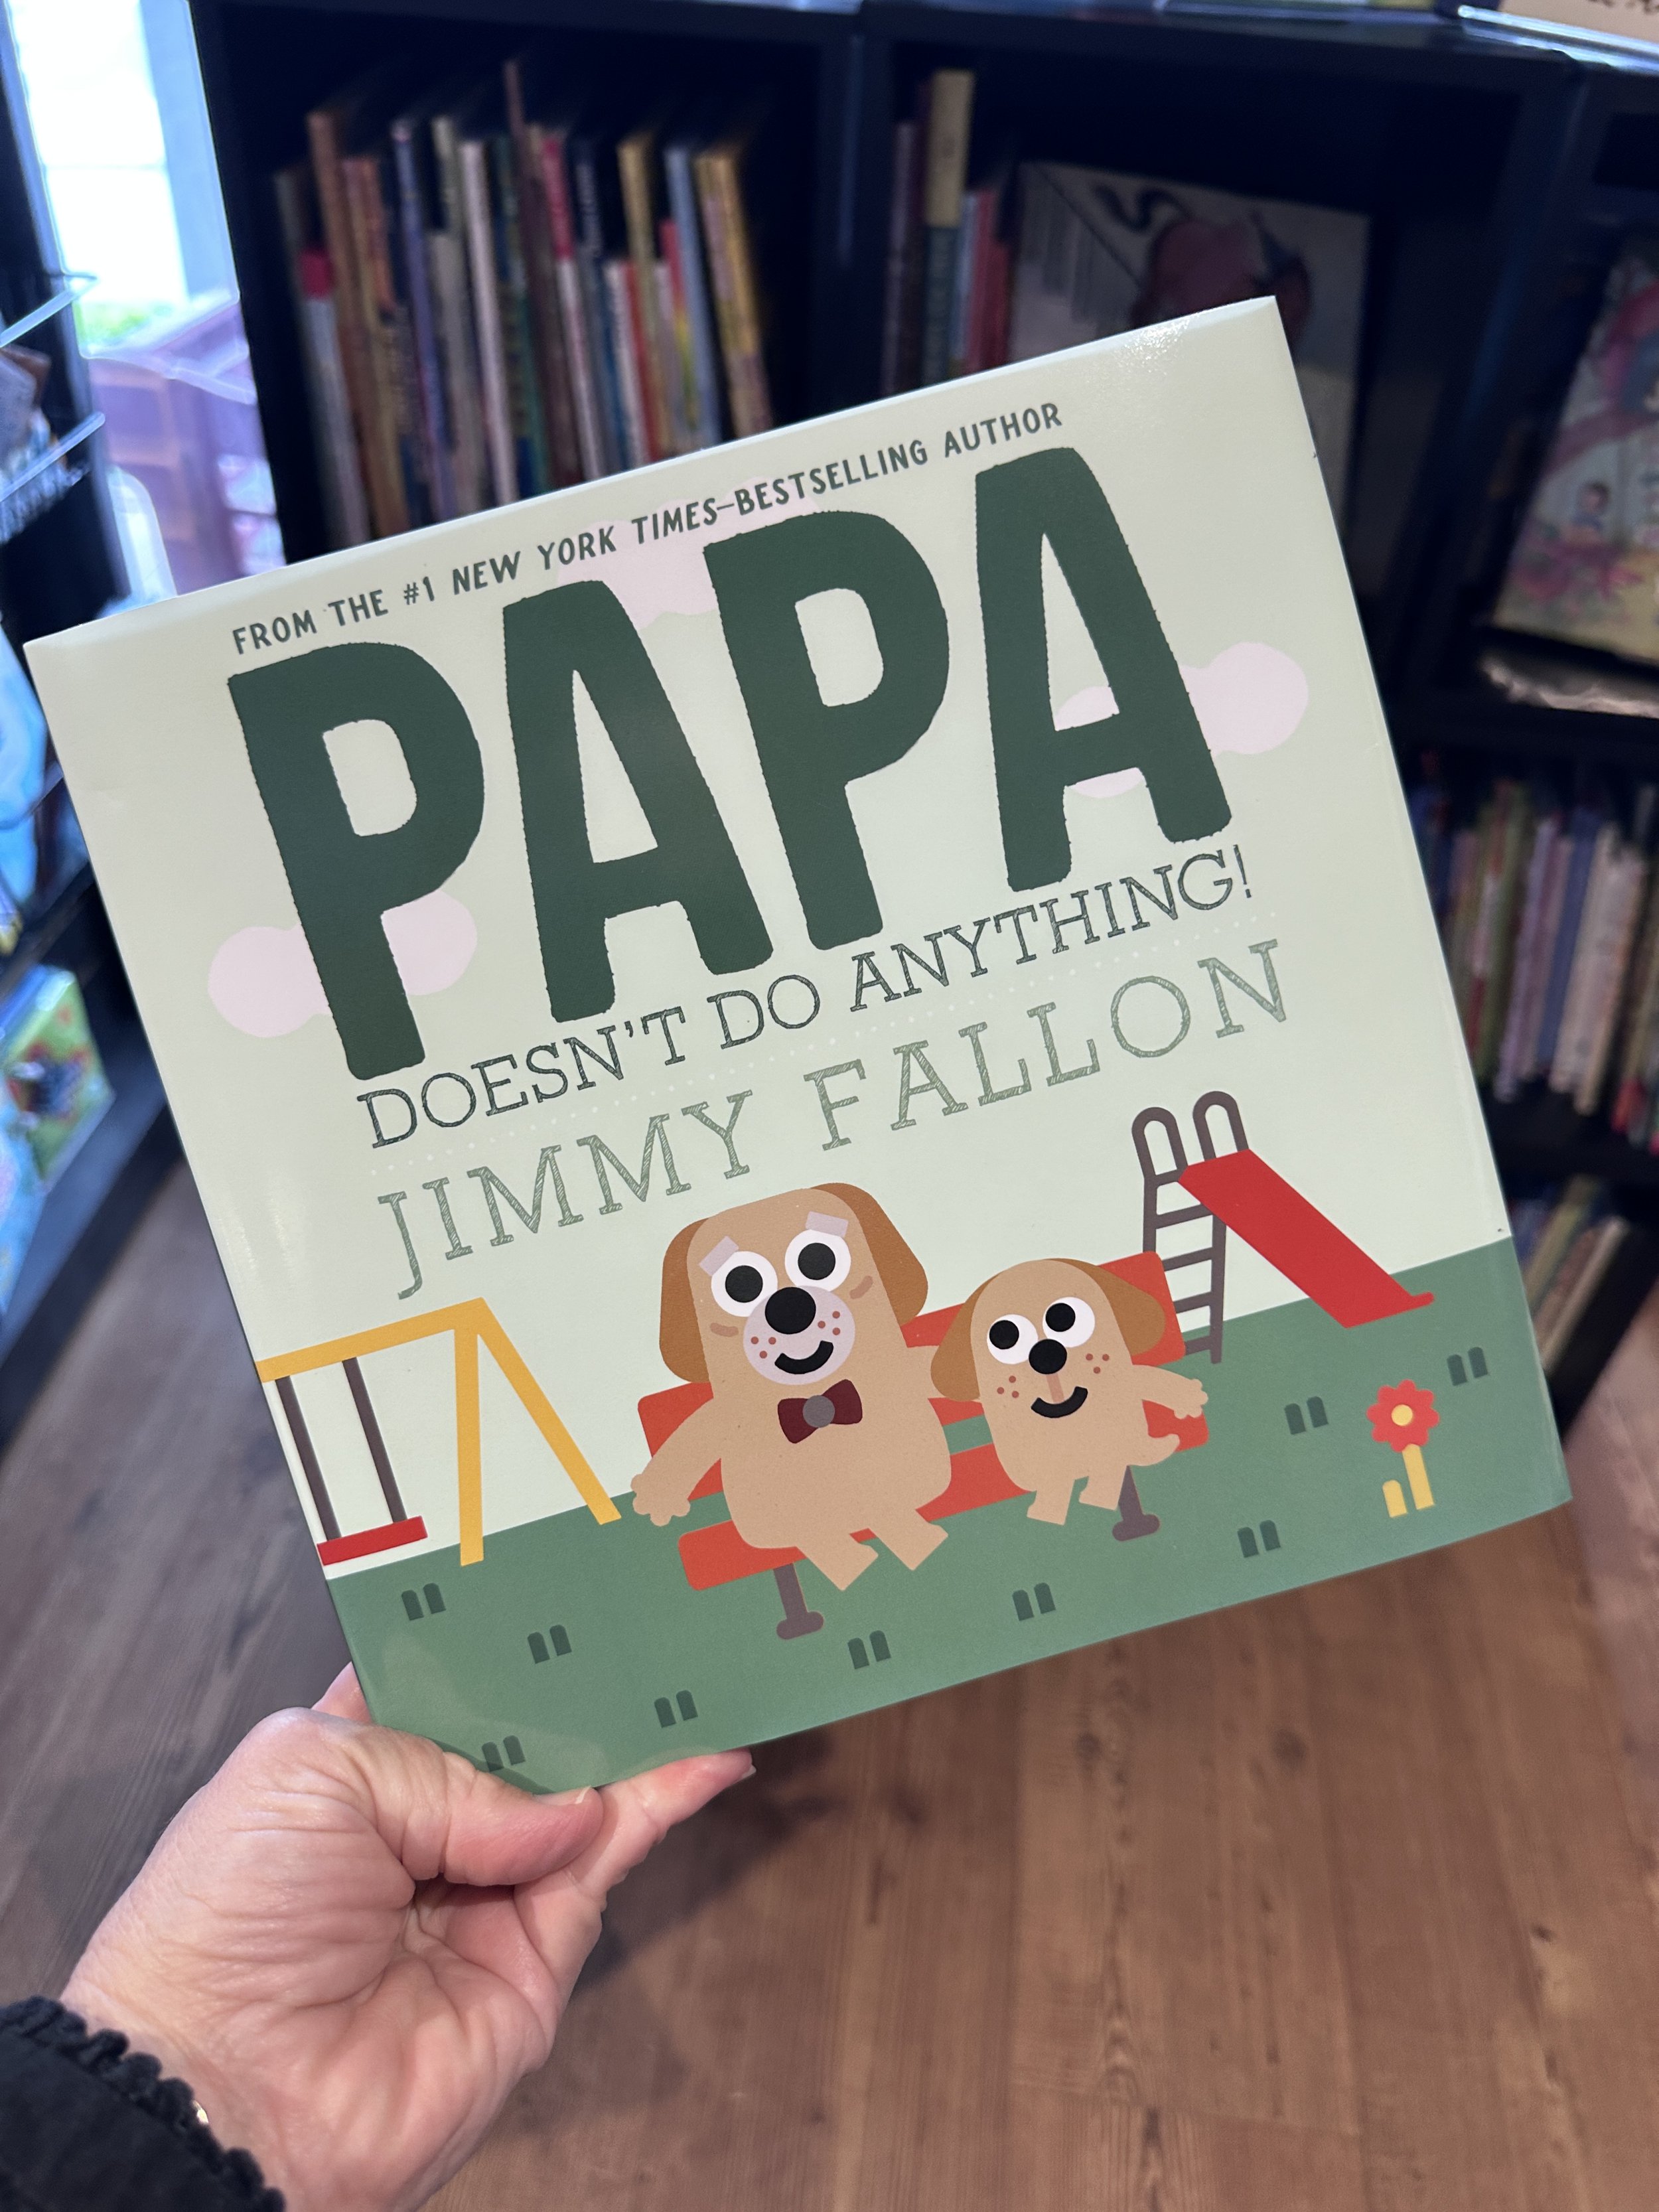 FROM THE #1 NEW YORK TIMES–BESTSELLING AUTHOR
PAPA
DOESN'T DO ANYTHING!
JIMMY FALLON